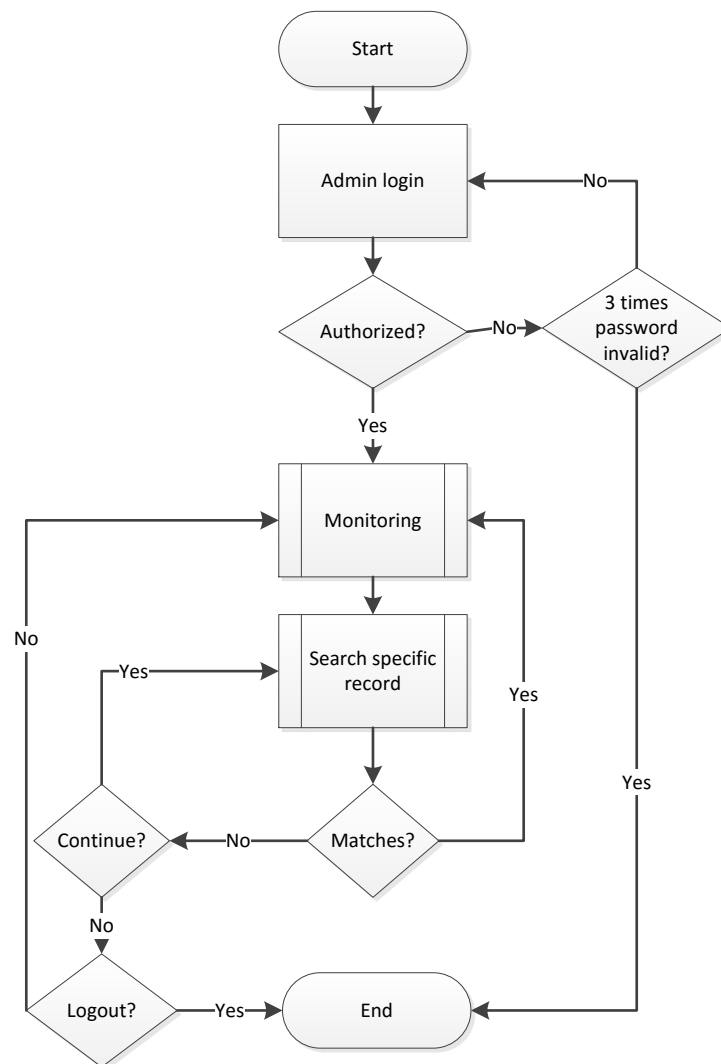 Start
Admin login
No
Authorized?
No
3 times
password
invalid?
Yes
Monitoring
No
Yes
Search specific
record
Yes
Yes
Continue?
No
Matches?
No
Logout?
Yes
End